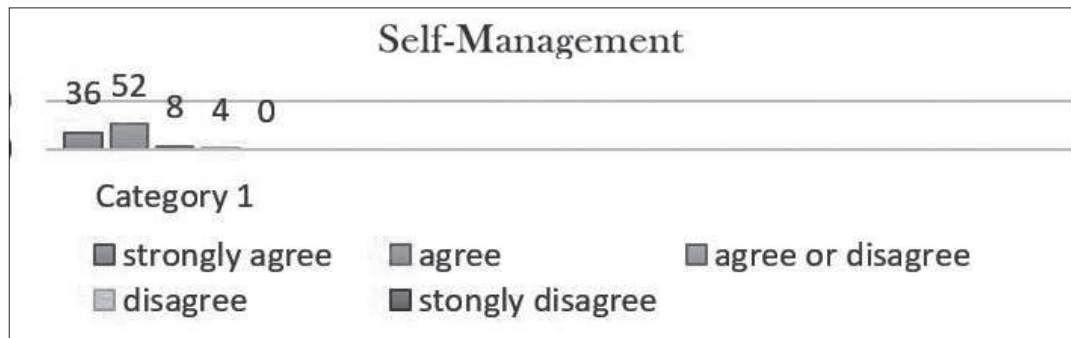 Self-Management
36 52 8 4 0
Category 1
strongly agree agree agree or disagree
disagree stongly disagree